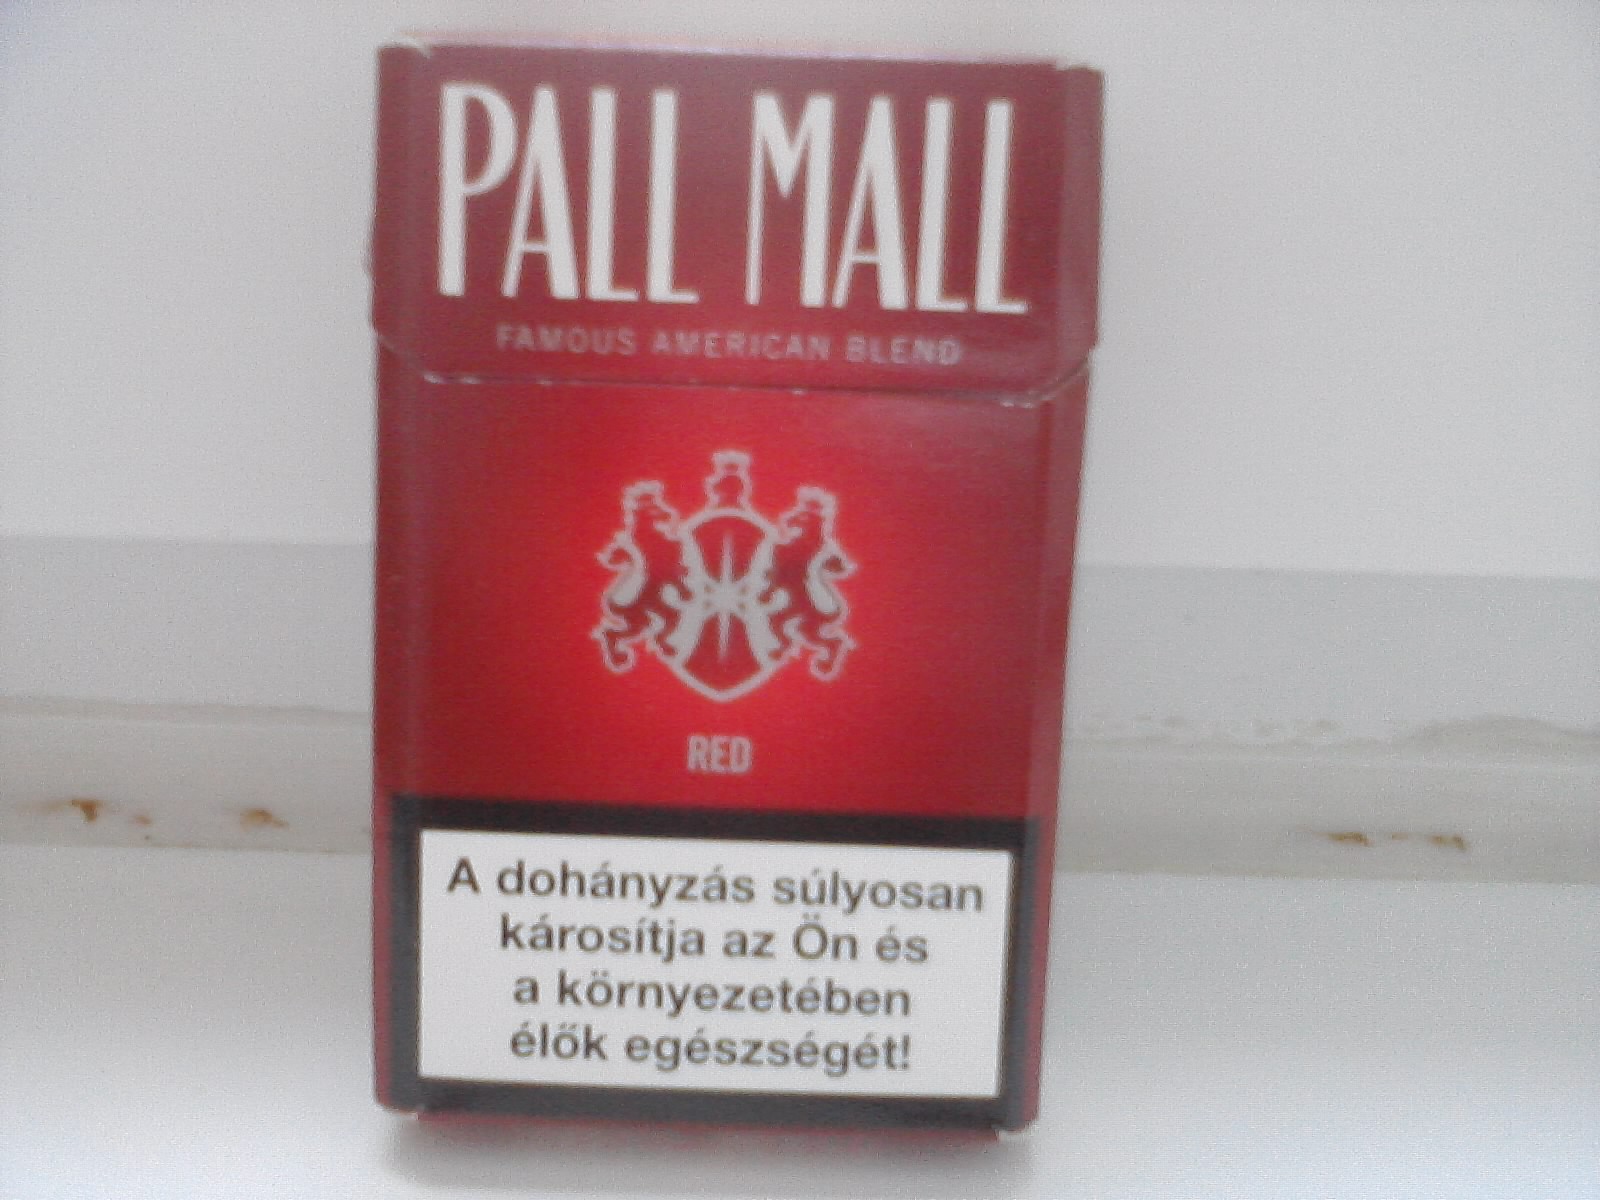 PALL MALL
FAMOUS AMERICAN BLEND
RED
A dohányzás súlyosan
károsítja az Ön és
a környezetében
élők egészségét!